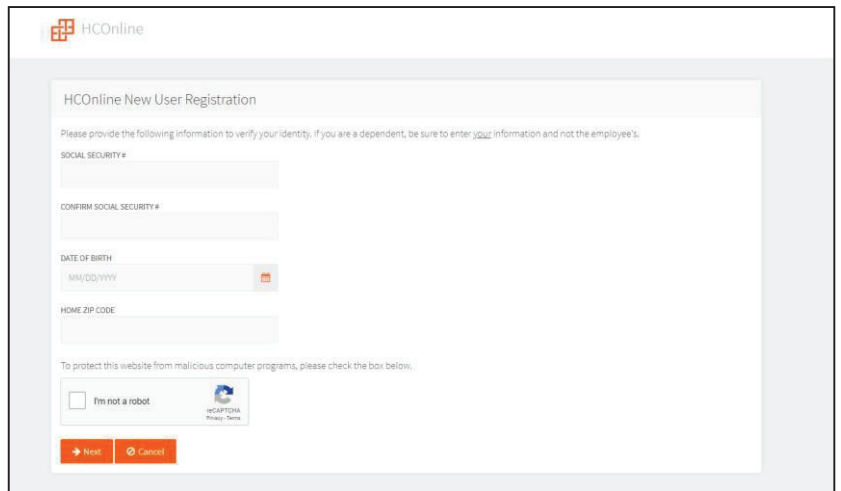 HCOnline
HCOnline New User Registration
Please provide the following information to verify your identity. If you are a dependent, be sure to enter your information and not the employee's.
SOCIAL SECURITY #
CONFIRM SOCIAL SECURITY #
DATE OF BIRTH
MM/DD/YYYY
HOME ZIP CODE
To protect this website from malicious computer programs, please check the box below.
I'm not a robot
reCAPTCHA
Privacy - Terms
Next
Cancel